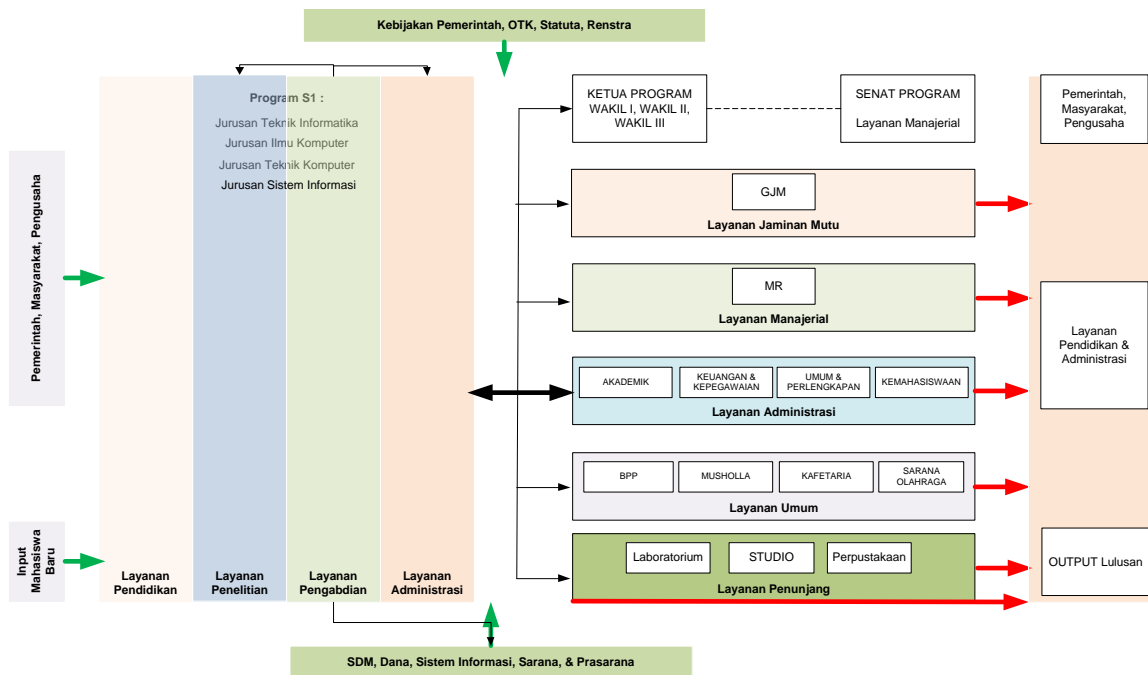 Kebijakan Pemerintah, OTK, Statuta, Renstra
Pemerintah, Masyarakat, Pengusaha
Input
Mahasiswa
Baru
Program S1 :
Jurusan Teknik Informatika
Jurusan Ilmu Komputer
Jurusan Teknik Komputer
Jurusan Sistem Informasi
Layanan
Pendidikan
Layanan
Penelitian
Layanan
Pengabdian
Layanan
Administrasi
KETUA PROGRAM
WAKIL I, WAKIL II,
WAKIL III
SENAT PROGRAM
Layanan Manajerial
GJM
Layanan Jaminan Mutu
MR
Layanan Manajerial
AKADEMIK
KEUANGAN &
KEPEGAWAIAN
UMUM &
PERLENGKAPAN
KEMAHASISWAAN
Layanan Administrasi
BPP
MUSHOLLA
KAFETARIA
SARANA
OLAHRAGA
Layanan Umum
Laboratorium
STUDIO
Perpustakaan
Layanan Penunjang
Pemerintah,
Masyarakat,
Pengusaha
Layanan
Pendidikan &
Administrasi
OUTPUT Lulusan
SDM, Dana, Sistem Informasi, Sarana, & Prasarana